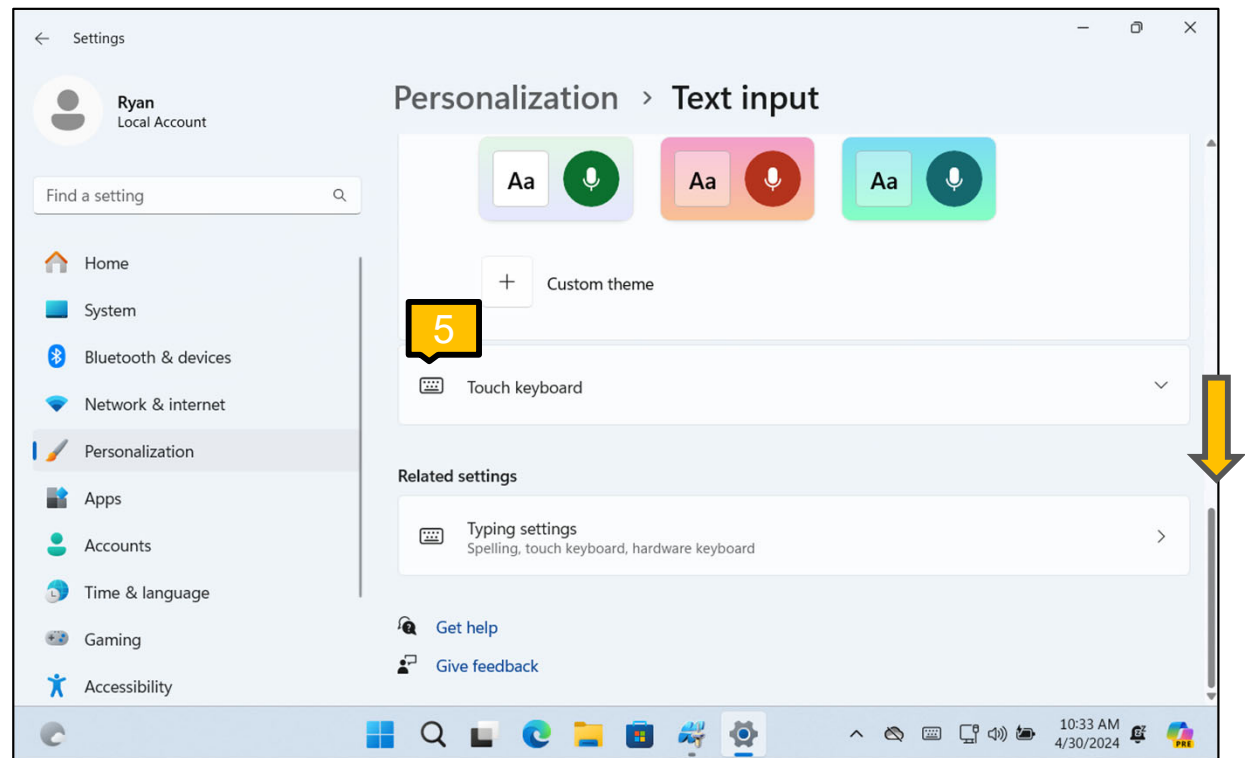 Settings
Ryan
Local Account
Find a setting
Home
System
Bluetooth & devices
Network & internet
Personalization
Apps
Accounts
Time & language
Gaming
Accessibility
Personalization > Text input
Aa
Aa
Aa
+ Custom theme
5
Touch keyboard
Related settings
Typing settings
Spelling, touch keyboard, hardware keyboard
Get help
Give feedback
10:33 AM
4/30/2024
PRE